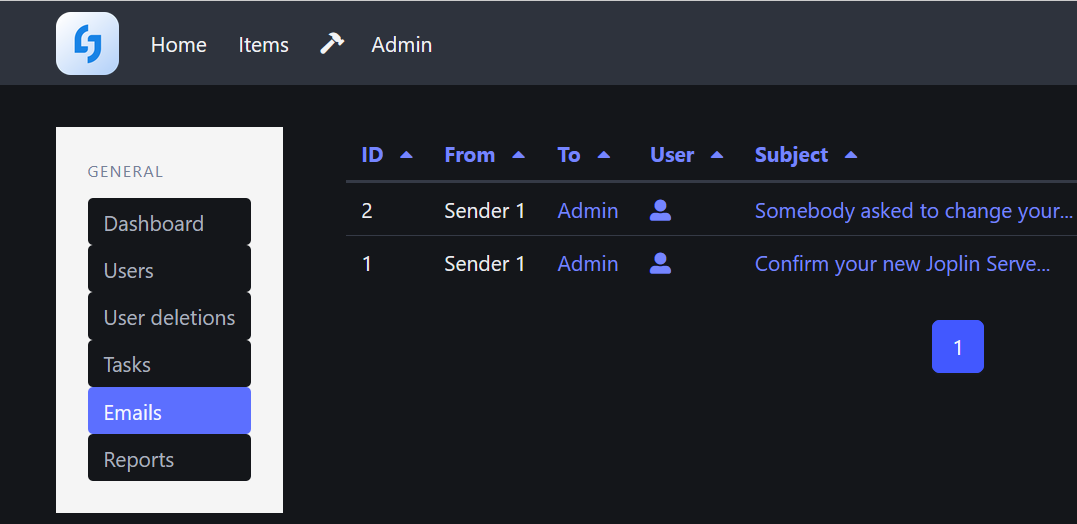 Home Items Admin
GENERAL
Dashboard
Users
User deletions
Tasks
Emails
Reports
ID From To User Subject
2 Sender 1 Admin Somebody asked to change your...
1 Sender 1 Admin Confirm your new Joplin Serve...
1